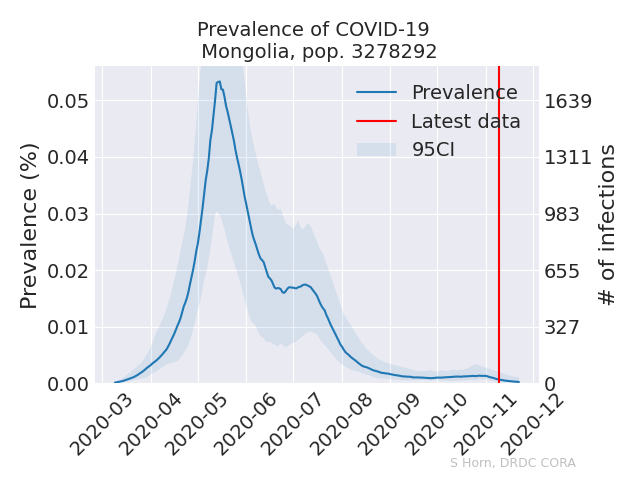 Prevalence of COVID-19
Mongolia, pop. 3278292
Prevalence (%)
0.05
0.04
0.03
0.02
0.01
0.00
Prevalence
Latest data
95CI
1639
1311
983
655
327
0
# of infections
2020-03
2020-04
2020-05
2020-06
2020-07
2020-08
2020-09
2020-10
2020-11
2020-12
S Horn, DRDC CORA